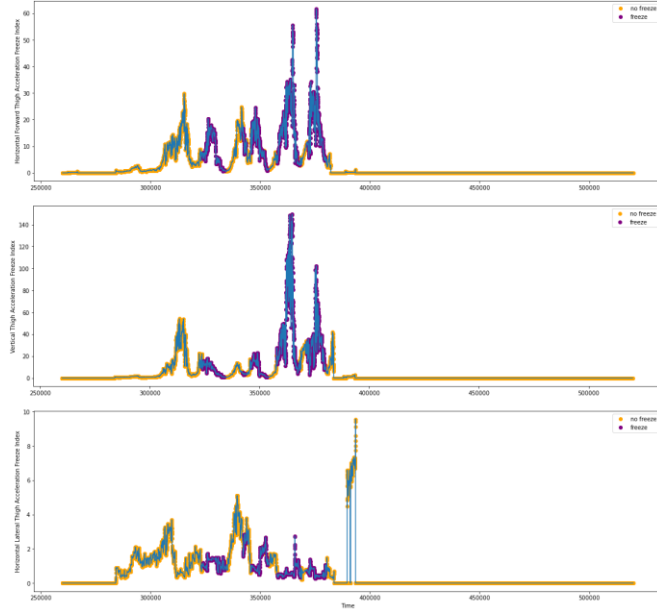 Horizontal Forward Thigh Acceleration Freeze Index
60
50
40
30
20
10
0
no freeze
freeze
250000 300000 350000 400000 450000 500000
Vertical Thigh Acceleration Freeze Index
140
120
100
80
60
40
20
0
no freeze
freeze
250000 300000 350000 400000 450000 500000
Horizontal Lateral Thigh Acceleration Freeze Index
10
8
6
4
2
0
no freeze
freeze
250000 300000 350000 400000 450000 500000
Time